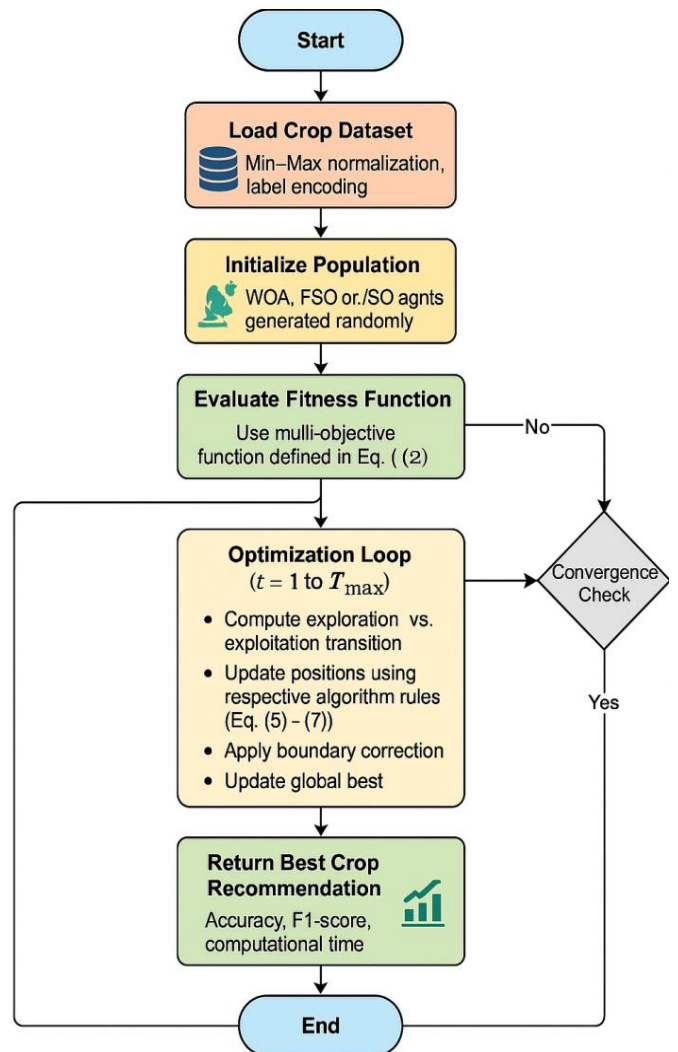 Start
Load Crop Dataset
Min–Max normalization,
label encoding
Initialize Population
WOA, FSO or./SO agnts
generated randomly
Evaluate Fitness Function
Use mulli-objective
function defined in Eq. ( (2)
No
Optimization Loop
(t = 1 to Tmax)
• Compute exploration vs.
exploitation transition
• Update positions using
respective algorithm rules
(Eq. (5) – (7))
• Apply boundary correction
• Update global best
Convergence
Check
Yes
Return Best Crop
Recommendation
Accuracy, F1-score,
computational time
End